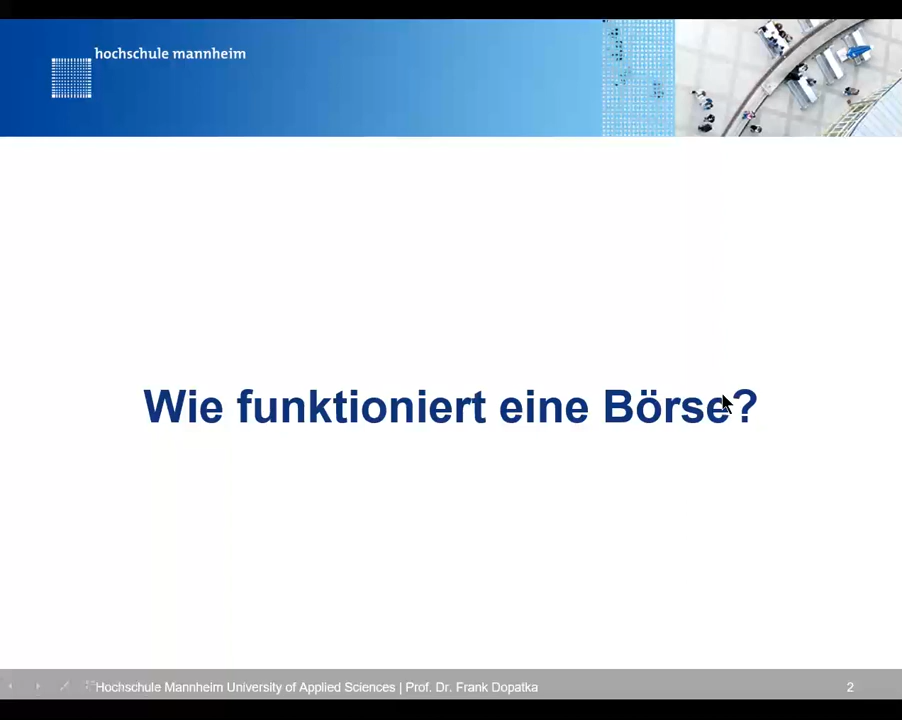 hochschule mannheim
Wie funktioniert eine Börse?
Hochschule Mannheim University of Applied Sciences | Prof. Dr. Frank Dopatka
2